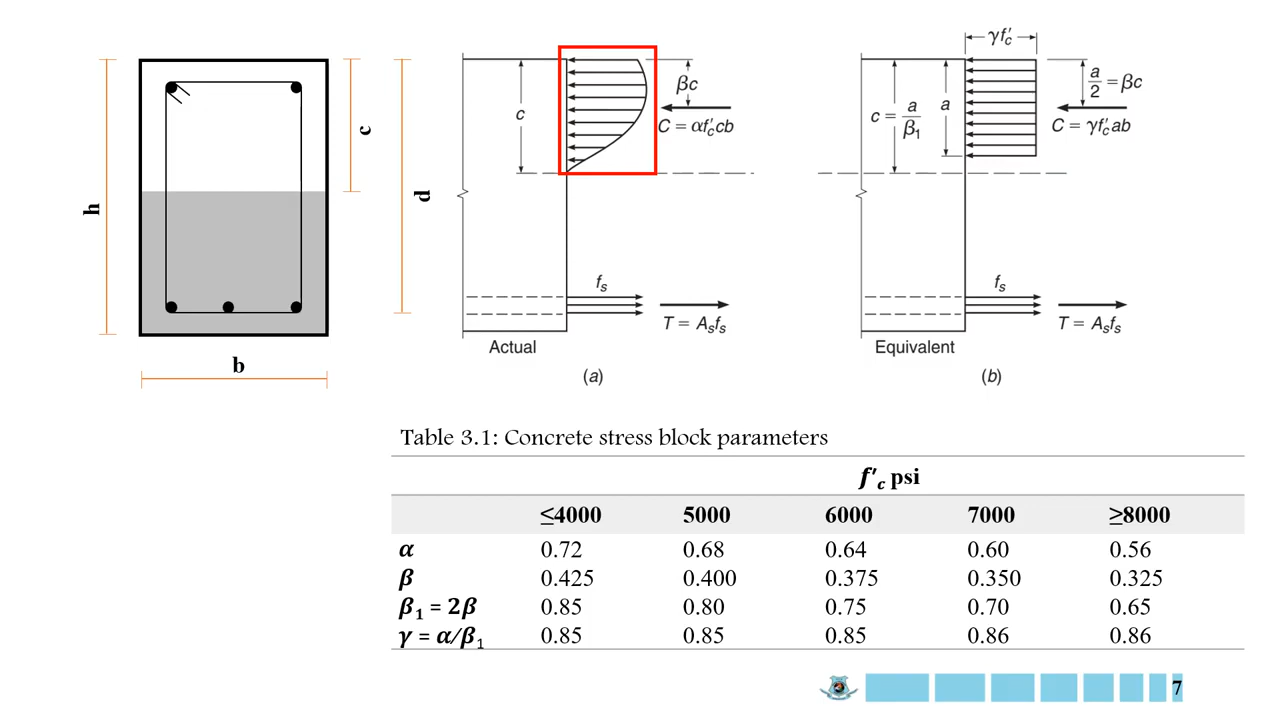 h
b
c
d
c
βc
C = αf′ccb
fs
T = Asfs
Actual
(a)
γf′c
c = a/β1
a
a/2 = βc
C = γf′cab
fs
T = Asfs
Equivalent
(b)
Table 3.1: Concrete stress block parameters
f′c psi
≤4000 5000 6000 7000 ≥8000
α 0.72 0.68 0.64 0.60 0.56
β 0.425 0.400 0.375 0.350 0.325
β1 = 2β 0.85 0.80 0.75 0.70 0.65
γ = α/β1 0.85 0.85 0.85 0.86 0.86
7